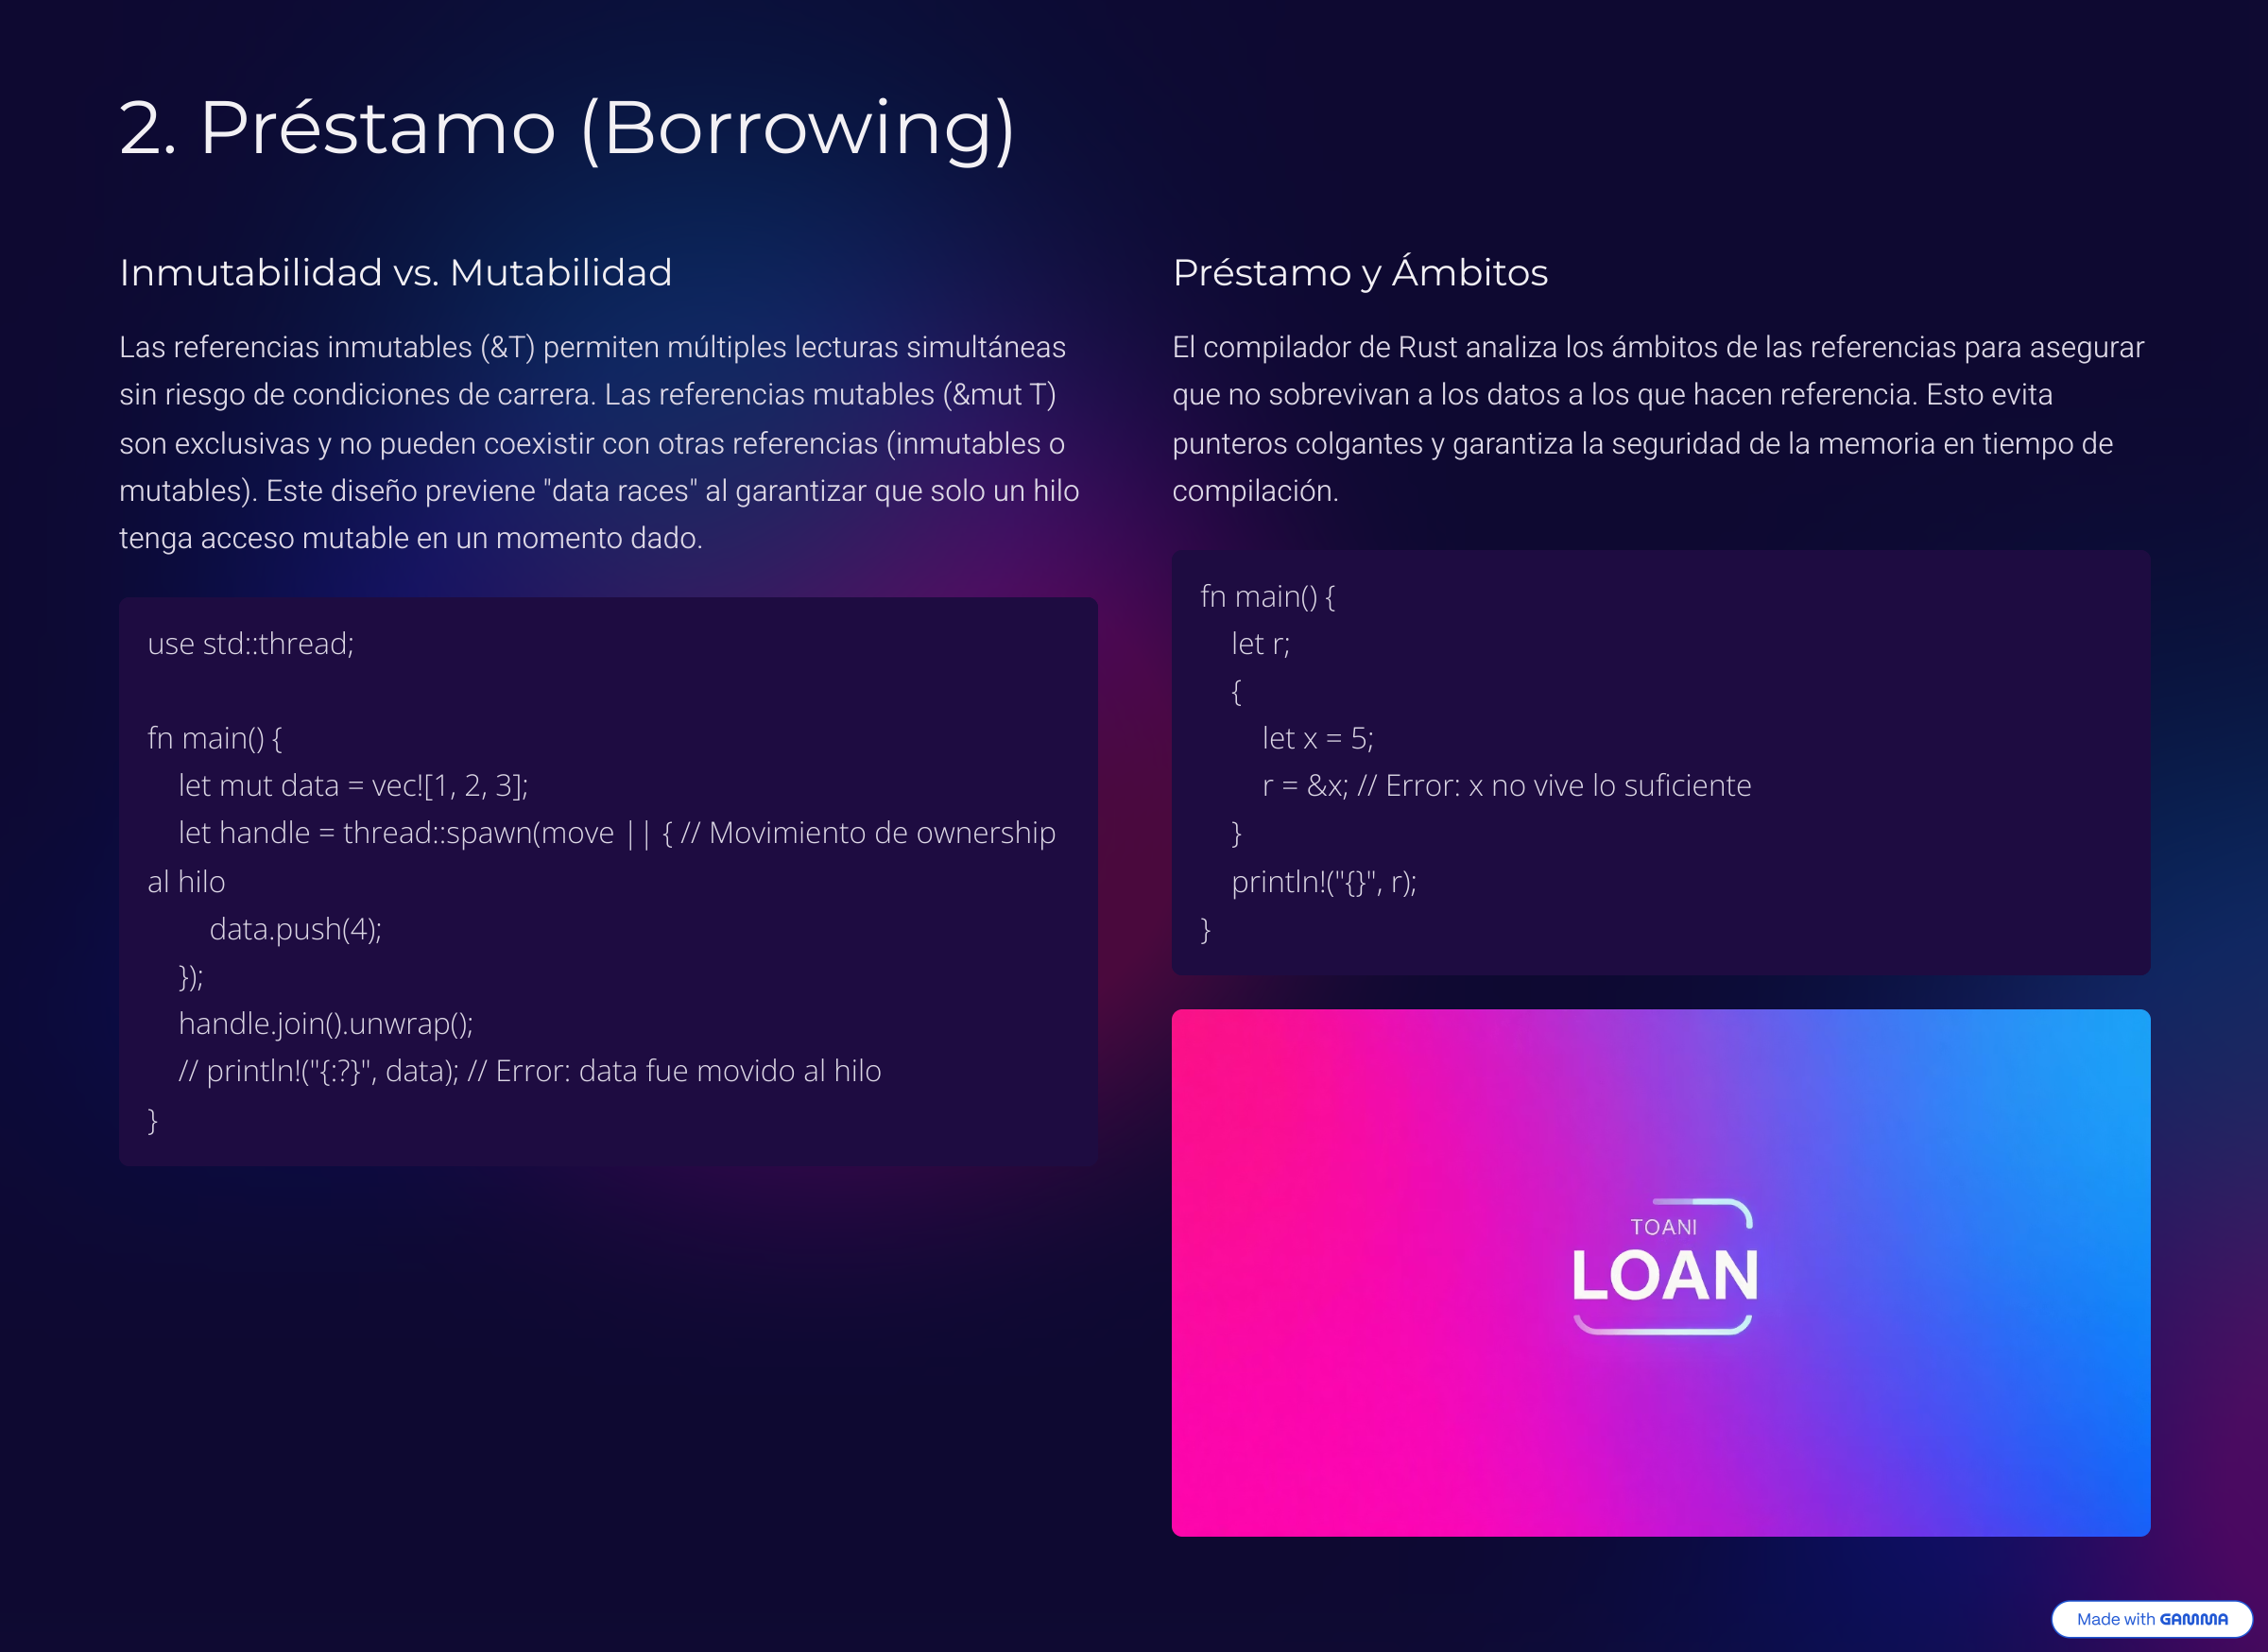 2. Préstamo (Borrowing)
Inmutabilidad vs. Mutabilidad
Las referencias inmutables (&T) permiten múltiples lecturas simultáneas
sin riesgo de condiciones de carrera. Las referencias mutables (&mut T)
son exclusivas y no pueden coexistir con otras referencias (inmutables o
mutables). Este diseño previene "data races" al garantizar que solo un hilo
tenga acceso mutable en un momento dado.
use std::thread;
fn main() {
    let mut data = vec![1, 2, 3];
    let handle = thread::spawn(move || { // Movimiento de ownership
al hilo
        data.push(4);
    });
    handle.join().unwrap();
    // println!("{:?}", data); // Error: data fue movido al hilo
}
Préstamo y Ámbitos
El compilador de Rust analiza los ámbitos de las referencias para asegurar
que no sobrevivan a los datos a los que hacen referencia. Esto evita
punteros colgantes y garantiza la seguridad de la memoria en tiempo de
compilación.
fn main() {
    let r;
    {
        let x = 5;
        r = &x; // Error: x no vive lo suficiente
    }
    println!("{}", r);
}
TOANI
LOAN
Made with GAMMA